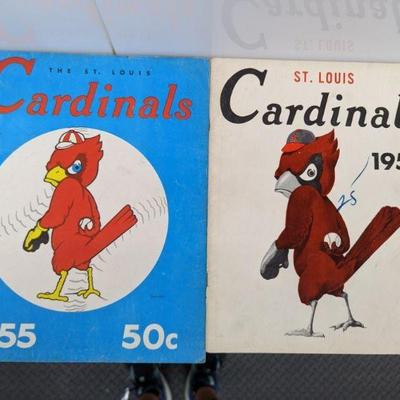 THE ST. LOUIS
Cardinals
55
50c
ST. LOUIS
Cardinal
195